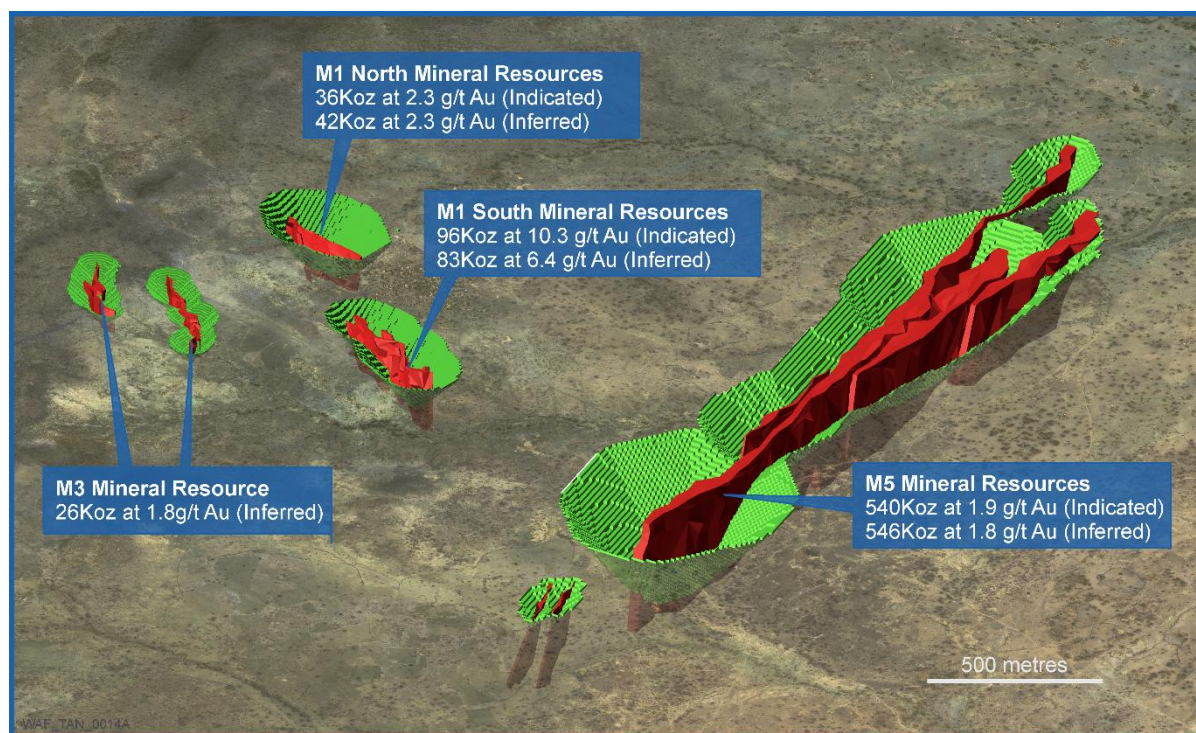 M1 North Mineral Resources
36Koz at 2.3 g/t Au (Indicated)
42Koz at 2.3 g/t Au (Inferred)
M1 South Mineral Resources
96Koz at 10.3 g/t Au (Indicated)
83Koz at 6.4 g/t Au (Inferred)
M3 Mineral Resource
26Koz at 1.8g/t Au (Inferred)
M5 Mineral Resources
540Koz at 1.9 g/t Au (Indicated)
546Koz at 1.8 g/t Au (Inferred)
500 metres
WAF_TAN_0014A